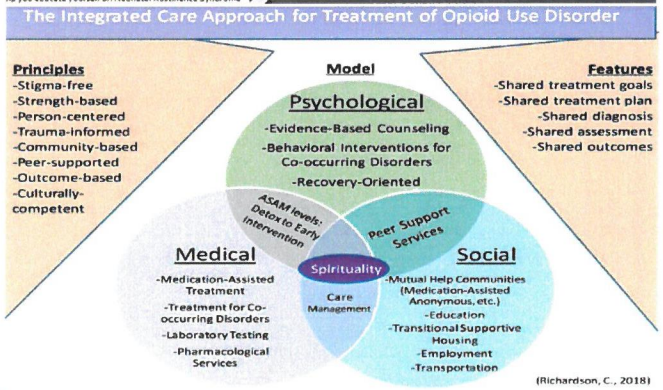 The Integrated Care Approach for Treatment of Opioid Use Disorder
Principles
-Stigma-free
-Strength-based
-Person-centered
-Trauma-informed
-Community-based
-Peer-supported
-Outcome-based
-Culturally-
competent
Model
Psychological
-Evidence-Based Counseling
-Behavioral Interventions for
Co-occurring Disorders
-Recovery-Oriented
Features
-Shared treatment goals
-Shared treatment plan
-Shared diagnosis
-Shared assessment
-Shared outcomes
ASAM levels:
Detox to Early
Intervention
Peer Support
Services
Medical
-Medication-Assisted
Treatment
-Treatment for Co-
occurring Disorders
-Laboratory Testing
-Pharmacological
Services
Spirituality
Care
Management
Social
-Mutual Help Communities
(Medication-Assisted
Anonymous, etc.)
-Education
-Transitional Supportive
Housing
-Employment
-Transportation
(Richardson, C., 2018)